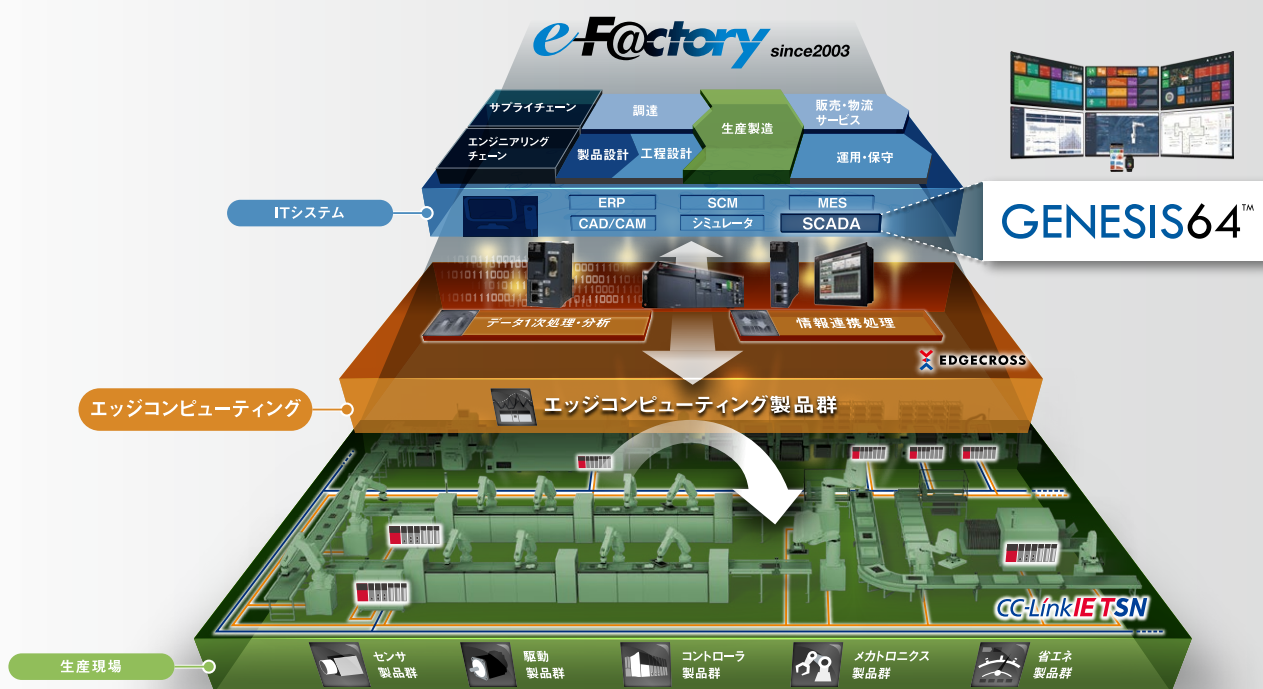 e-F@ctory since2003
サプライチェーン
調達
生産製造
販売・物流
サービス
エンジニアリング
チェーン
製品設計
工程設計
運用・保守
ITシステム
ERP
SCM
MES
CAD/CAM
シミュレータ
SCADA
GENESIS64™
データ1次処理・分析
情報連携処理
EDGECROSS
エッジコンピューティング
エッジコンピューティング製品群
CC-Link IE TSN
生産現場
センサ
製品群
駆動
製品群
コントローラ
製品群
メカトロニクス
製品群
省エネ
製品群